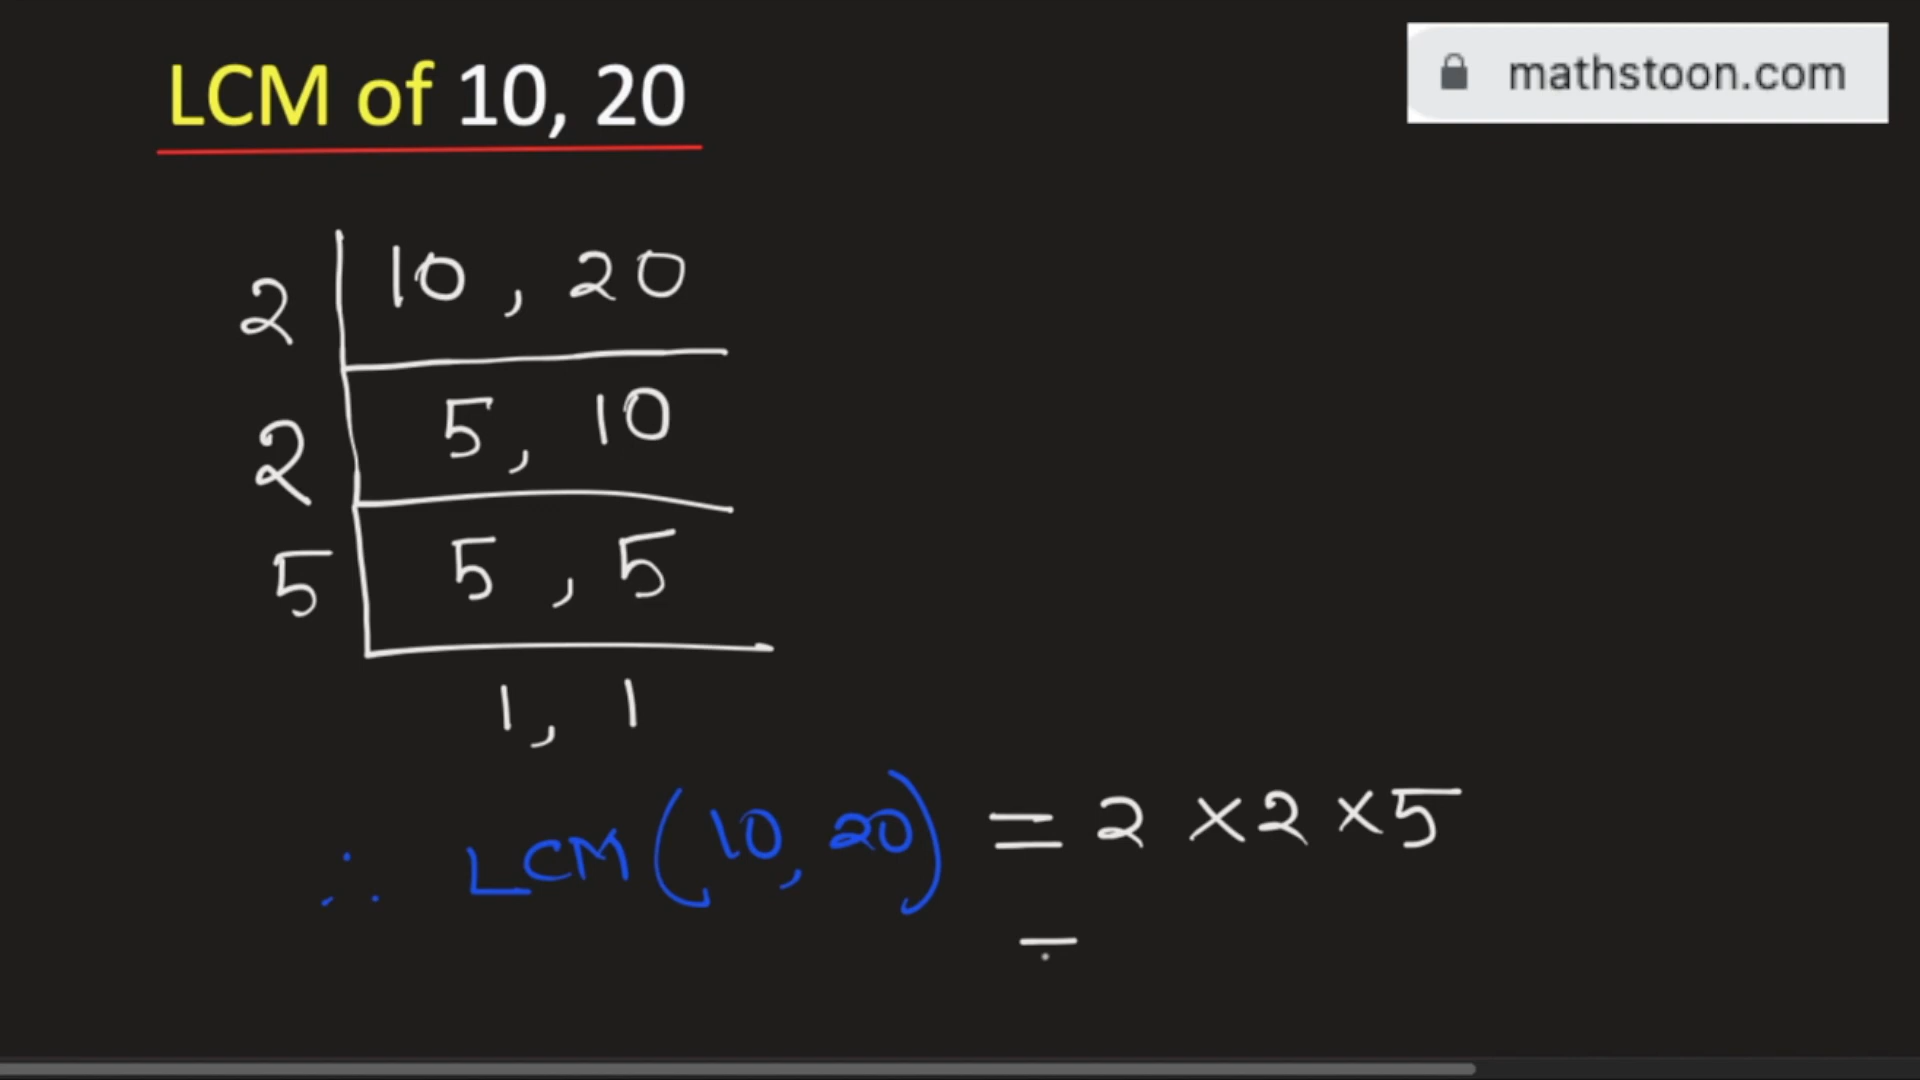 LCM of 10, 20
mathstoon.com
2 | 10, 20
2 | 5, 10
5 | 5, 5
1, 1
∴ LCM(10, 20) = 2 × 2 × 5